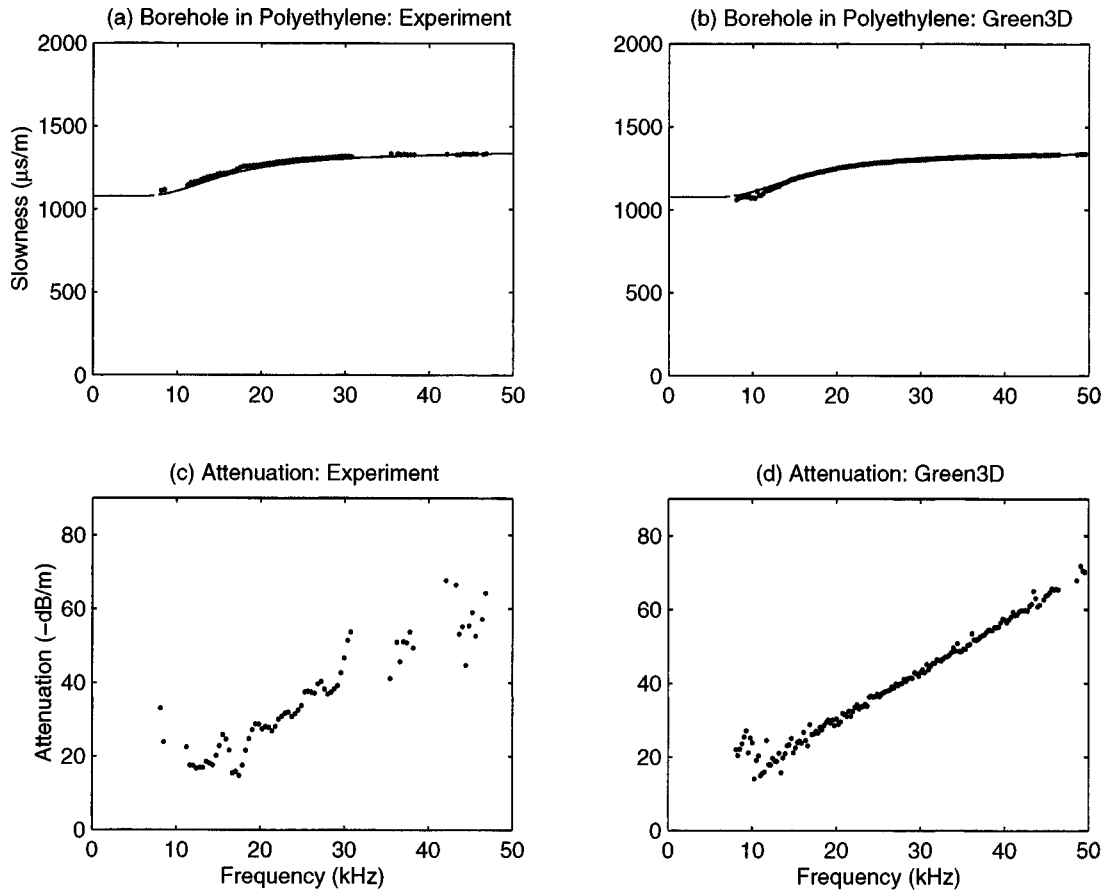 (a) Borehole in Polyethylene: Experiment
2000
1500
1000
500
0
0 10 20 30 40 50
Slowness (μs/m)
(b) Borehole in Polyethylene: Green3D
2000
1500
1000
500
0
0 10 20 30 40 50
(c) Attenuation: Experiment
80
60
40
20
0
0 10 20 30 40 50
Attenuation (−dB/m)
Frequency (kHz)
(d) Attenuation: Green3D
80
60
40
20
0
0 10 20 30 40 50
Frequency (kHz)